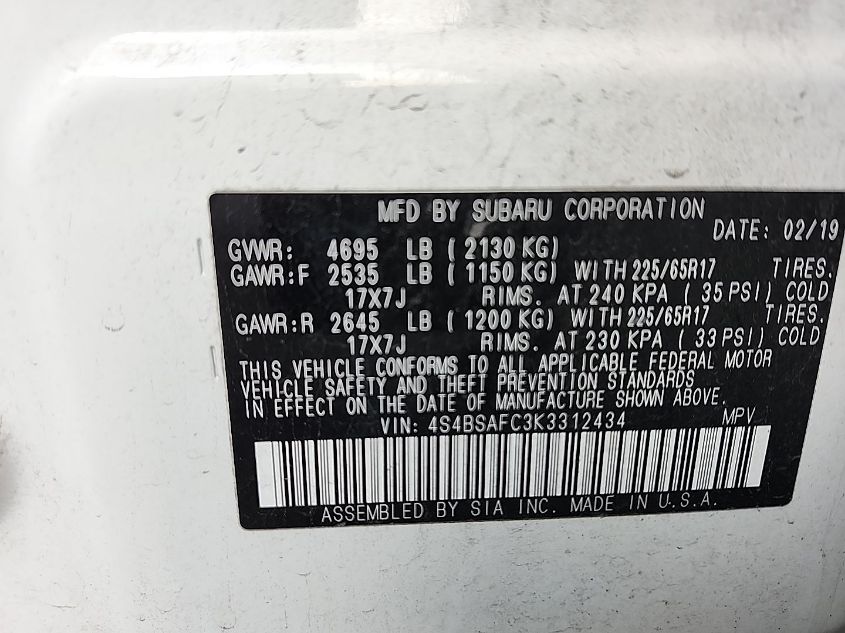 MFD BY SUBARU CORPORATION
DATE: 02/19
GVWR: 4695 LB ( 2130 KG)
GAWR:F 2535 LB ( 1150 KG) WITH 225/65R17 TIRES.
17X7J RIMS. AT 240 KPA ( 35 PSI) COLD
GAWR:R 2645 LB ( 1200 KG) WITH 225/65R17 TIRES.
17X7J RIMS. AT 230 KPA ( 33 PSI) COLD
THIS VEHICLE CONFORMS TO ALL APPLICABLE FEDERAL MOTOR
VEHICLE SAFETY AND THEFT PREVENTION STANDARDS
IN EFFECT ON THE DATE OF MANUFACTURE SHOWN ABOVE.
VIN: 4S4BSAFC3K3312434 MPV
ASSEMBLED BY SIA INC. MADE IN U.S.A.